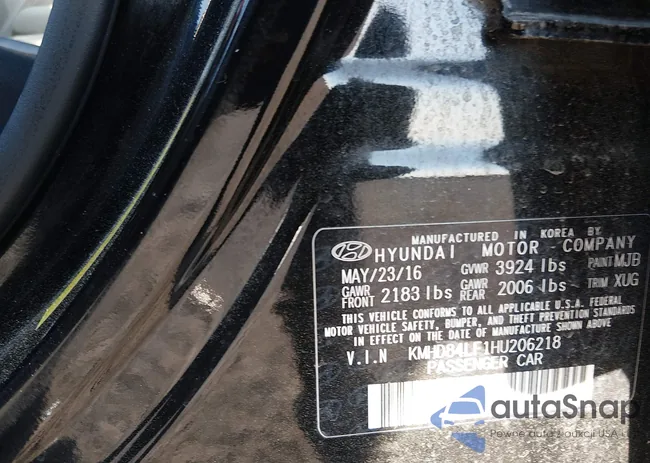 MANUFACTURED IN KOREA BY
HYUNDAI MOTOR COMPANY
MAY/23/16 GVWR 3924 lbs PAINT MJB
GAWR FRONT 2183 lbs GAWR REAR 2006 lbs TRIM XUG
THIS VEHICLE CONFORMS TO ALL APPLICABLE U.S.A. FEDERAL
MOTOR VEHICLE SAFETY, BUMPER, AND THEFT PREVENTION STANDARDS
IN EFFECT ON THE DATE OF MANUFACTURE SHOWN ABOVE
V.I.N KMHD84LF1HU206218
PASSENGER CAR
autaSnap